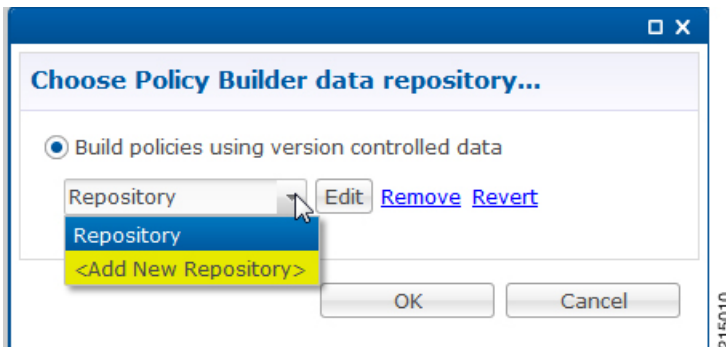 Choose Policy Builder data repository...
Build policies using version controlled data
Repository Edit Remove Revert
Repository
<Add New Repository>
OK Cancel